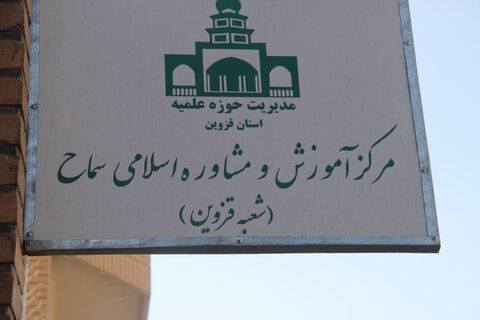 مدیریت حوزه علمیه
استان قزوین
مرکز آموزش و مشاوره اسلامی سماح
(شعبه قزوین)